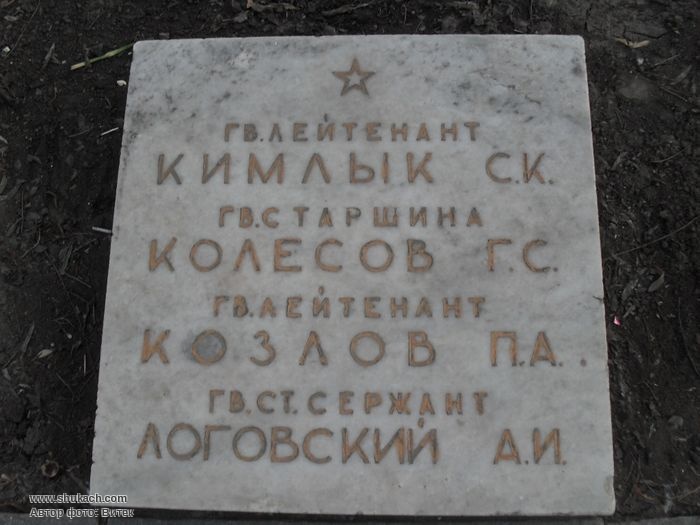 ГВ.ЛЕЙТЕНАНТ
КИМЛЫК С.К.
ГВ.СТАРШИНА
КОЛЕСОВ Г.С.
ГВ.ЛЕЙТЕНАНТ
КОЗЛОВ П.А.
ГВ.СТ.СЕРЖАНТ
ЛОГОВСКИЙ А.И.
www.shukach.com
Автор фото: Витек